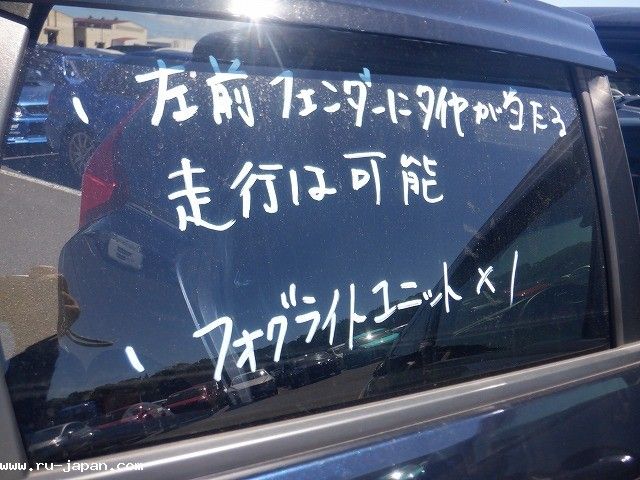 、左前フェンダーにタイヤが当たる
走行は可能
、フォグライトユニット×1
www.ru-japan.com